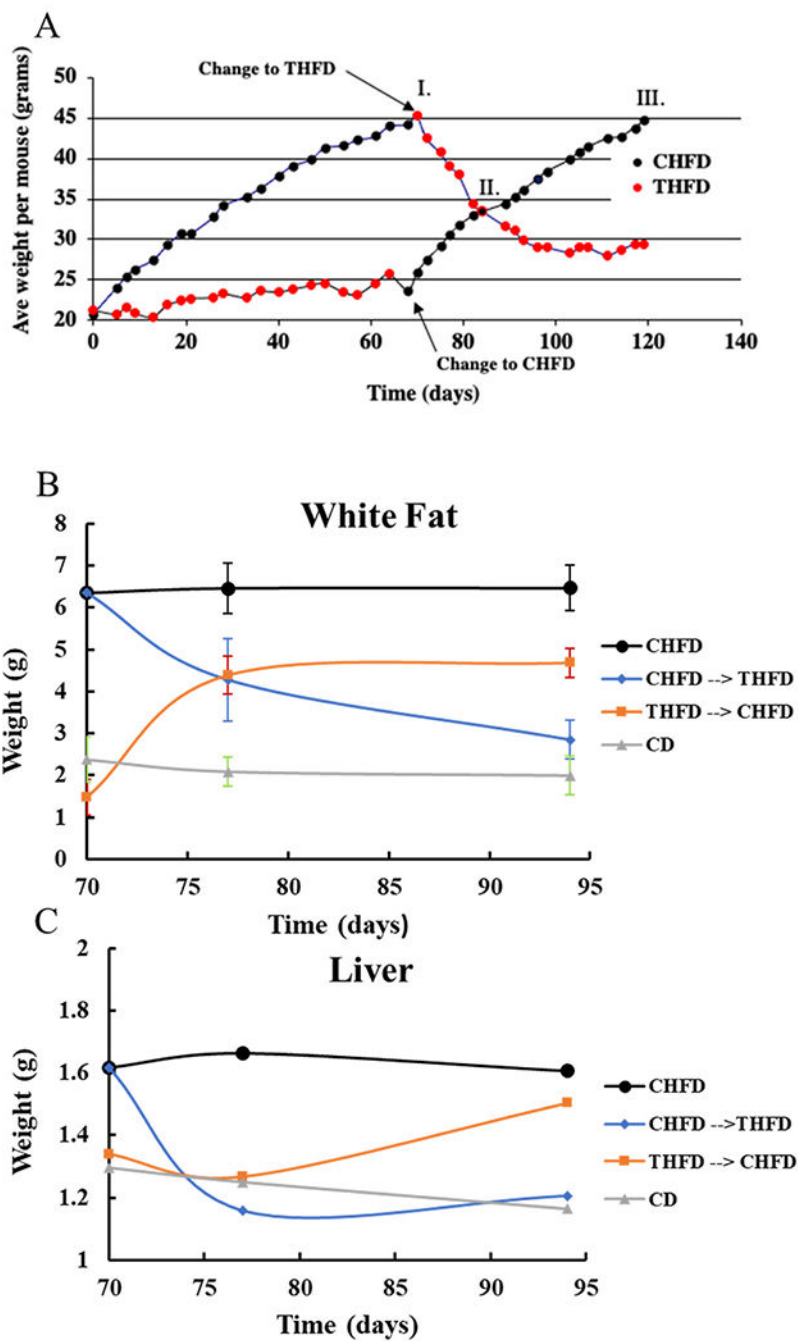 A
Change to THFD
I.
II.
III.
CHFD
THFD
Change to CHFD
Ave weight per mouse (grams)
50
45
40
35
30
25
20
0
20
40
60
80
100
120
140
Time (days)
B
White Fat
Weight (g)
8
7
6
5
4
3
2
1
0
70
75
80
85
90
95
Time (days)
CHFD
CHFD --> THFD
THFD --> CHFD
CD
C
Liver
Weight (g)
2
1.8
1.6
1.4
1.2
1
70
75
80
85
90
95
Time (days)
CHFD
CHFD -->THFD
THFD --> CHFD
CD